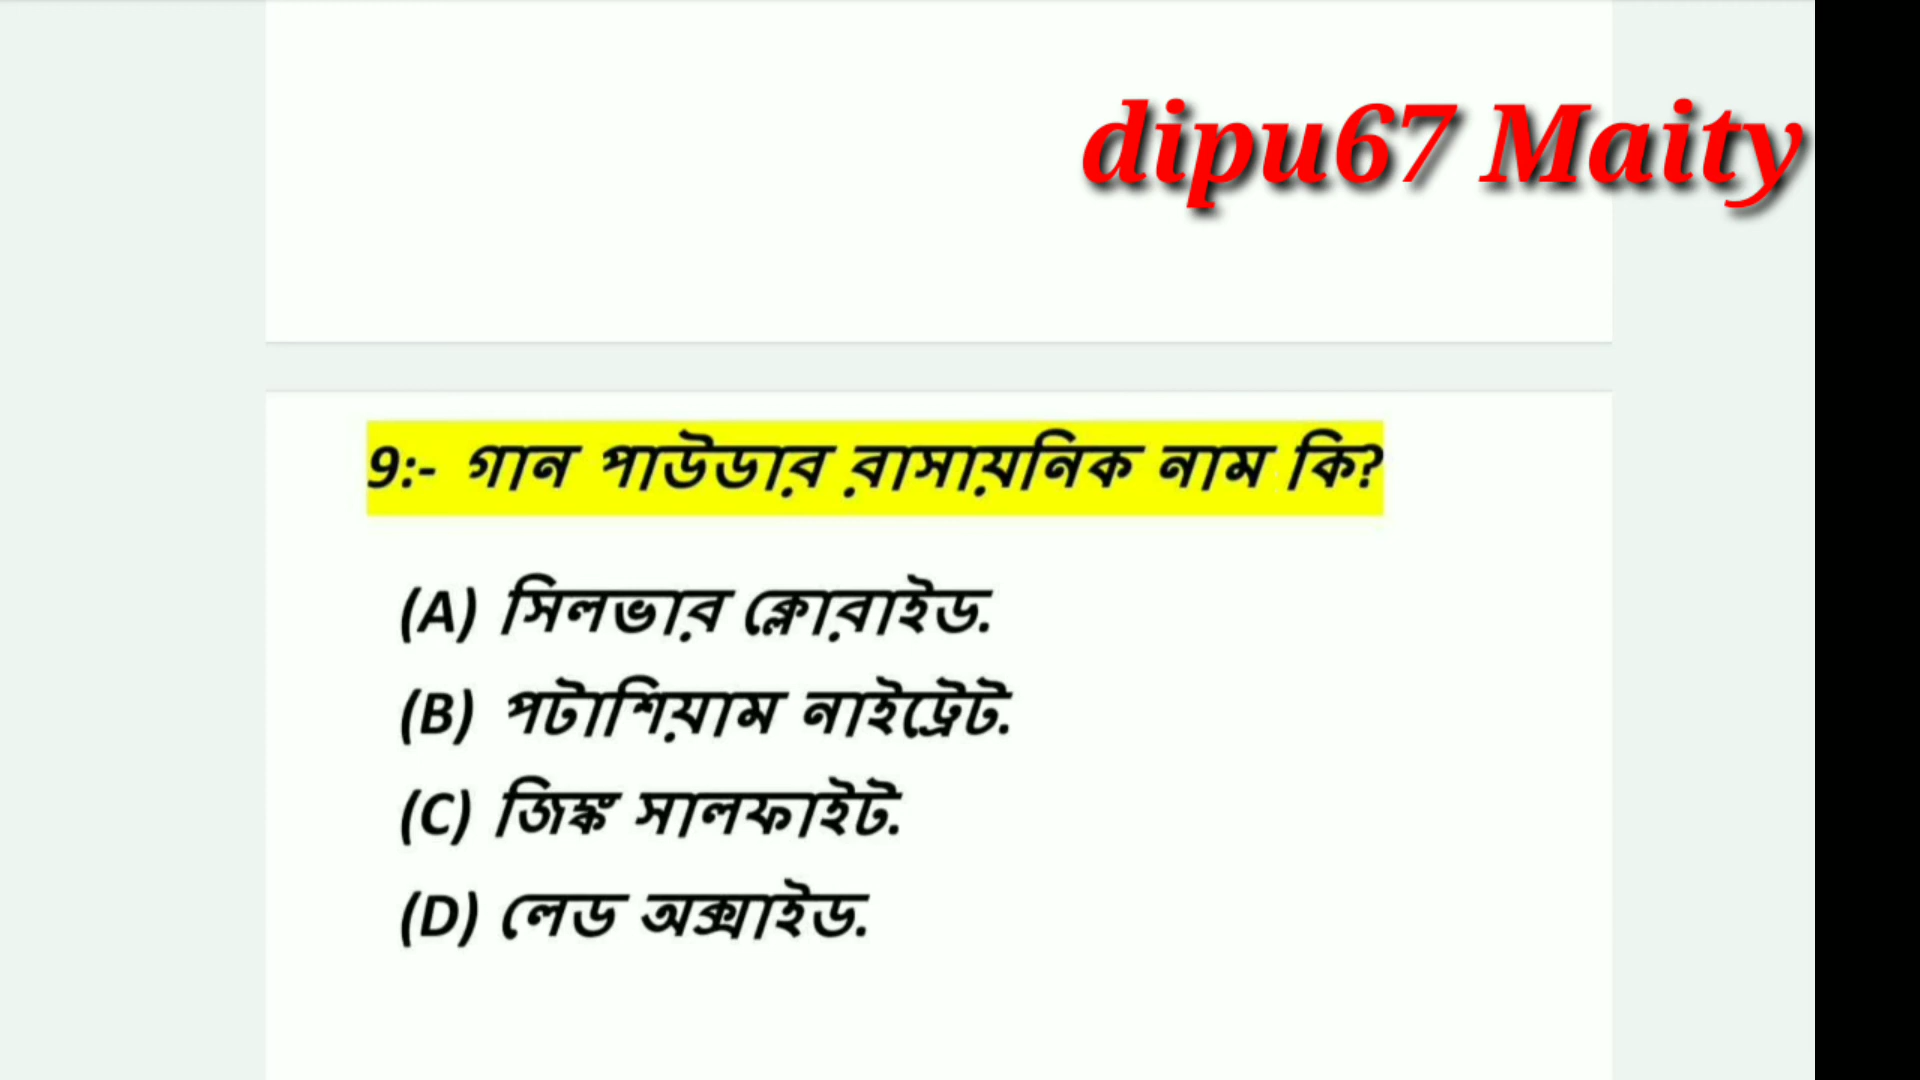 dipu67 Maity
9:- গান পাউডার রাসায়নিক নাম কি?
(A) সিলভার ক্লোরাইড.
(B) পটাশিয়াম নাইট্রেট.
(C) জিঙ্ক সালফাইট.
(D) লেড অক্সাইড.